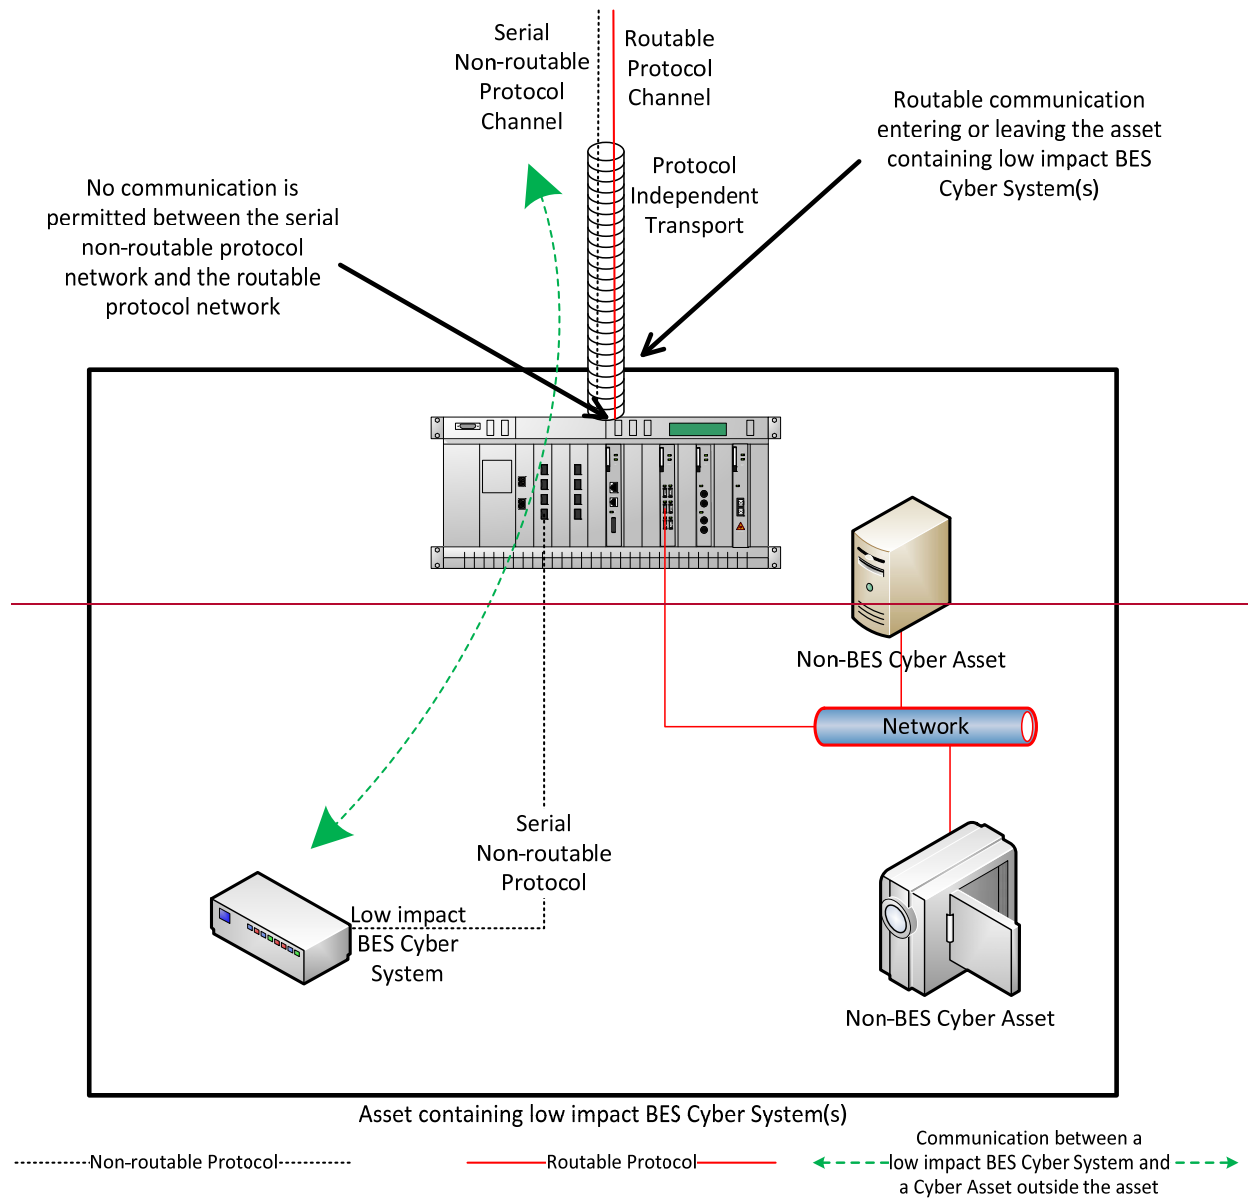 Serial
Non-routable
Protocol
Channel
Routable
Protocol
Channel
Protocol
Independent
Transport
Routable communication
entering or leaving the asset
containing low impact BES
Cyber System(s)
No communication is
permitted between the serial
non-routable protocol
network and the routable
protocol network
Non-BES Cyber Asset
Network
Serial
Non-routable
Protocol
Low impact
BES Cyber
System
Non-BES Cyber Asset
Asset containing low impact BES Cyber System(s)
Non-routable Protocol
Routable Protocol
Communication between a
low impact BES Cyber System and
a Cyber Asset outside the asset